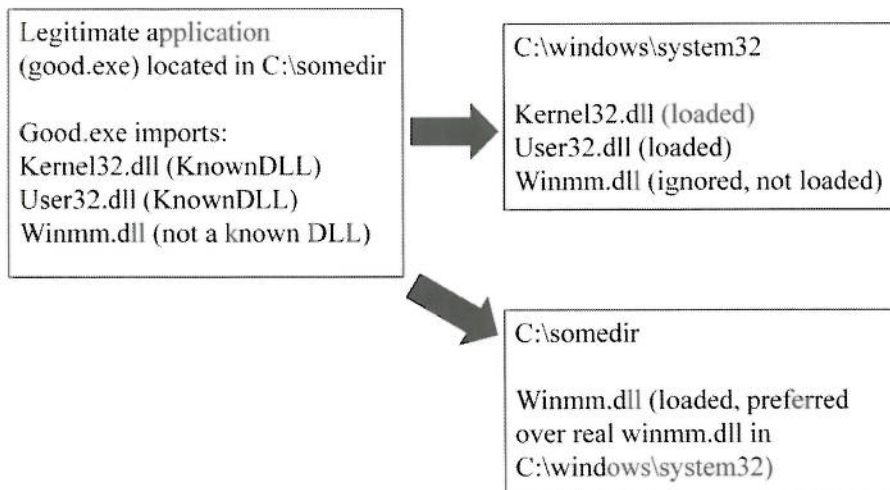 Legitimate application
(good.exe) located in C:\somedir
Good.exe imports:
Kernel32.dll (KnownDLL)
User32.dll (KnownDLL)
Winmm.dll (not a known DLL)
C:\windows\system32
Kernel32.dll (loaded)
User32.dll (loaded)
Winmm.dll (ignored, not loaded)
C:\somedir
Winmm.dll (loaded, preferred
over real winmm.dll in
C:\windows\system32)